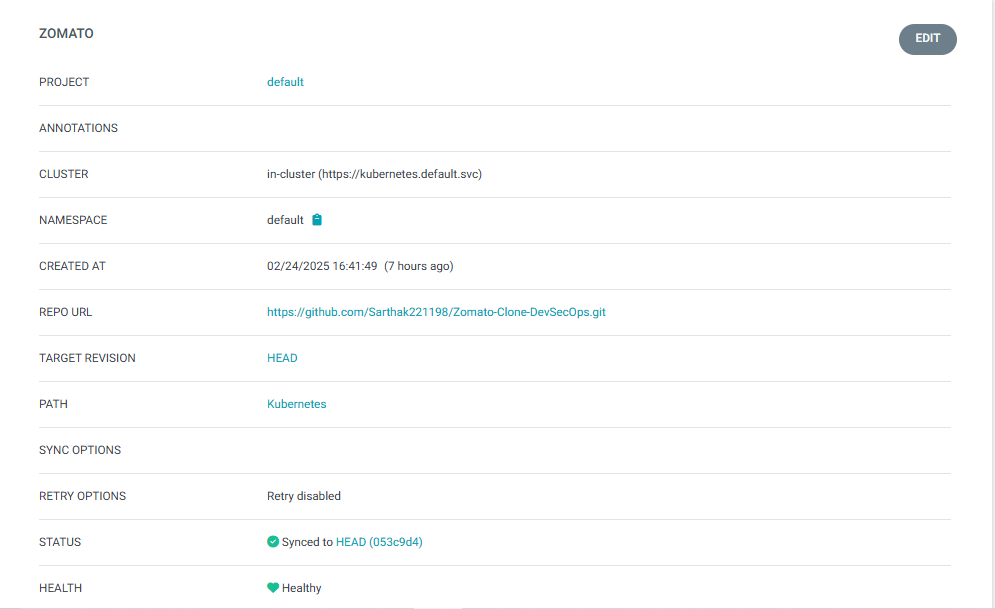 ZOMATO
EDIT
PROJECT default
ANNOTATIONS
CLUSTER in-cluster (https://kubernetes.default.svc)
NAMESPACE default
CREATED AT 02/24/2025 16:41:49 (7 hours ago)
REPO URL https://github.com/Sarthak221198/Zomato-Clone-DevSecOps.git
TARGET REVISION HEAD
PATH Kubernetes
SYNC OPTIONS
RETRY OPTIONS Retry disabled
STATUS Synced to HEAD (053c9d4)
HEALTH Healthy